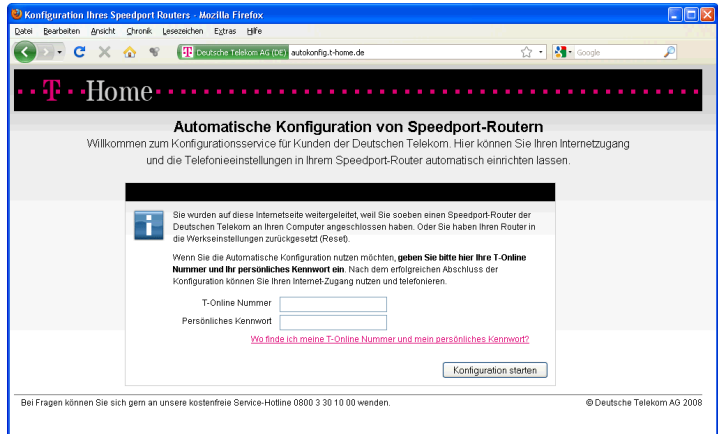 Konfiguration Ihres Speedport Routers - Mozilla Firefox
Datei Bearbeiten Ansicht Chronik Lesezeichen Extras Hilfe
Deutsche Telekom AG (DE) autokonfig.t-home.de Google
T Home
Automatische Konfiguration von Speedport-Routern
Willkommen zum Konfigurationsservice für Kunden der Deutschen Telekom. Hier können Sie Ihren Internetzugang
und die Telefonieeinstellungen in Ihrem Speedport-Router automatisch einrichten lassen.
Sie wurden auf diese Internetseite weitergeleitet, weil Sie soeben einen Speedport-Router der
Deutschen Telekom an Ihren Computer angeschlossen haben. Oder Sie haben Ihren Router in
die Werkseinstellungen zurückgesetzt (Reset).
Wenn Sie die Automatische Konfiguration nutzen möchten, geben Sie bitte hier Ihre T-Online
Nummer und Ihr persönliches Kennwort ein. Nach dem erfolgreichen Abschluss der
Konfiguration können Sie Ihren Internet-Zugang nutzen und telefonieren.
T-Online Nummer
Persönliches Kennwort
Wo finde ich meine T-Online Nummer und mein persönliches Kennwort?
Konfiguration starten
Bei Fragen können Sie sich gern an unsere kostenfreie Service-Hotline 0800 3 30 10 00 wenden. © Deutsche Telekom AG 2008